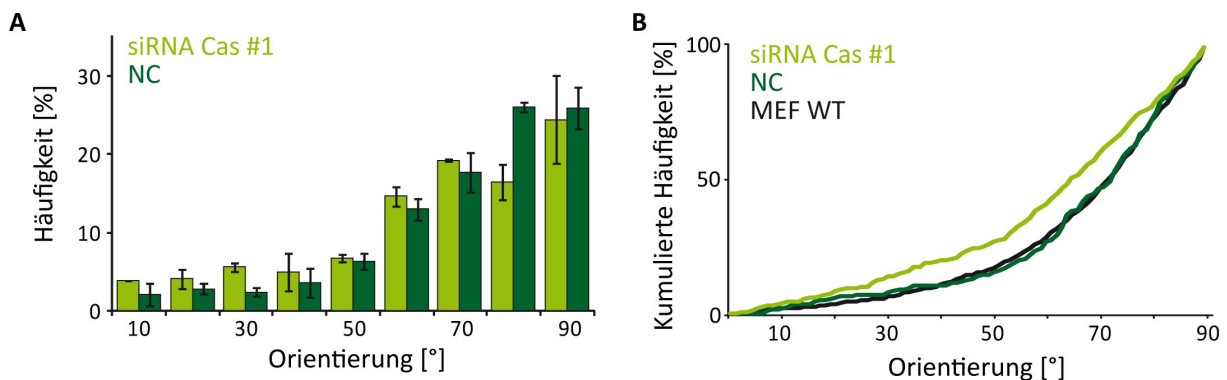 A
siRNA Cas #1
NC
Häufigkeit [%]
30
20
10
0
10 30 50 70 90
Orientierung [°]
B
siRNA Cas #1
NC
MEF WT
Kumulierte Häufigkeit [%]
100
50
0
10 30 50 70 90
Orientierung [°]